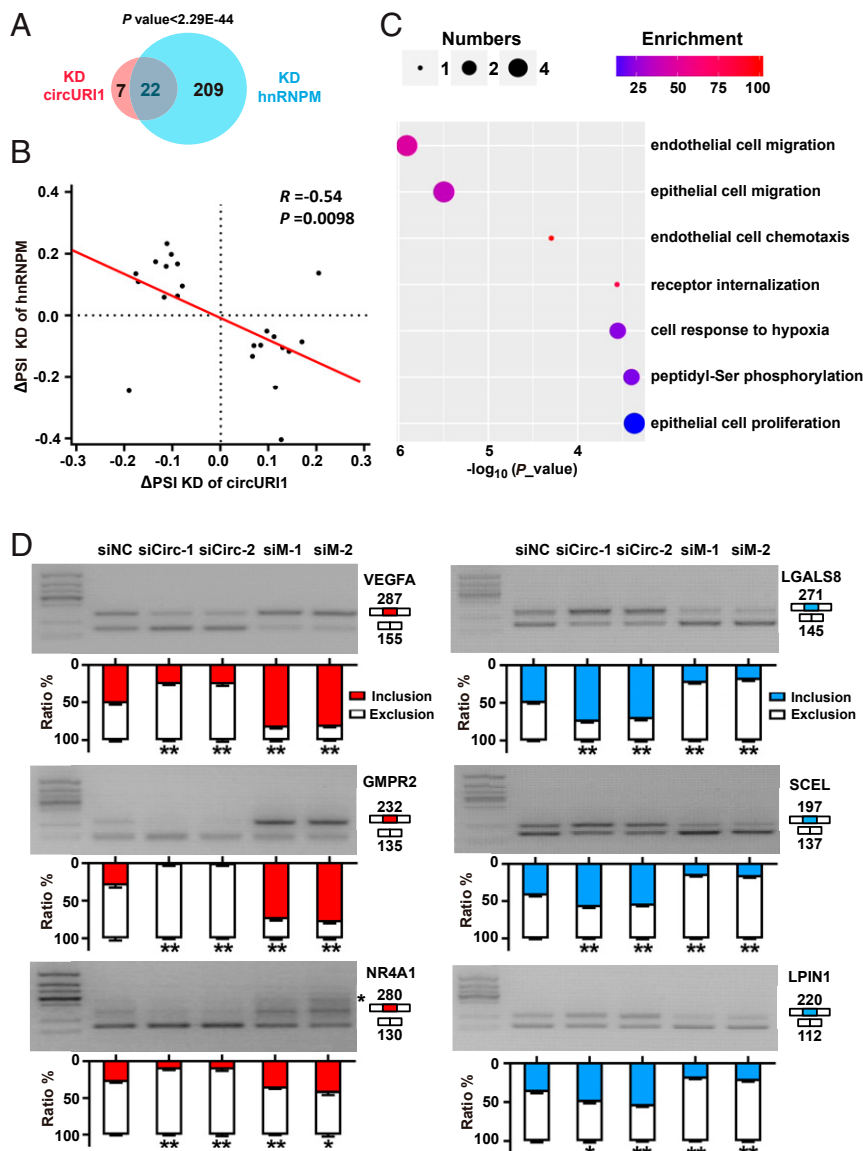 A
P value<2.29E-44
KD
circURI1
7
22
209
KD
hnRNPM
B
ΔPSI KD of hnRNPM
0.4
0.2
0.0
-0.2
-0.4
R =-0.54
P =0.0098
-0.3
-0.2
-0.1
0.0
0.1
0.2
0.3
ΔPSI KD of circURI1
C
Numbers
1
2
4
Enrichment
25
50
75
100
endothelial cell migration
epithelial cell migration
endothelial cell chemotaxis
receptor internalization
cell response to hypoxia
peptidyl-Ser phosphorylation
epithelial cell proliferation
6
5
4
-log10 (P_value)
D
siNC siCirc-1 siCirc-2 siM-1 siM-2
VEGFA
287
155
Ratio %
0
50
100
Inclusion
Exclusion
** ** ** **
GMPR2
232
135
Ratio %
0
50
100
** ** ** **
NR4A1
*
280
130
Ratio %
0
50
100
** ** ** *
siNC siCirc-1 siCirc-2 siM-1 siM-2
LGALS8
271
145
Ratio %
0
50
100
Inclusion
Exclusion
** ** ** **
SCEL
197
137
Ratio %
0
50
100
** ** ** **
LPIN1
220
112
Ratio %
0
50
100
* ** ** **